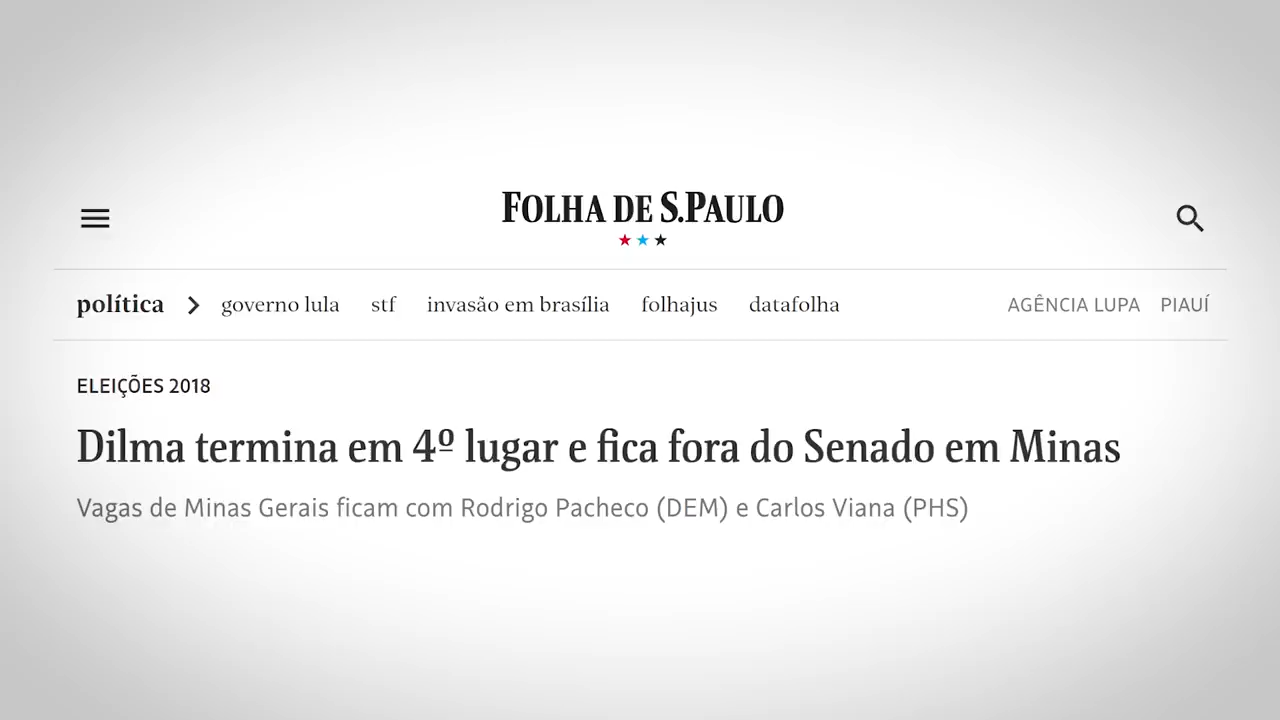 FOLHA DE S.PAULO
política governo lula stf invasão em brasília folhajus datafolha AGÊNCIA LUPA PIAUÍ
ELEIÇÕES 2018
Dilma termina em 4º lugar e fica fora do Senado em Minas
Vagas de Minas Gerais ficam com Rodrigo Pacheco (DEM) e Carlos Viana (PHS)